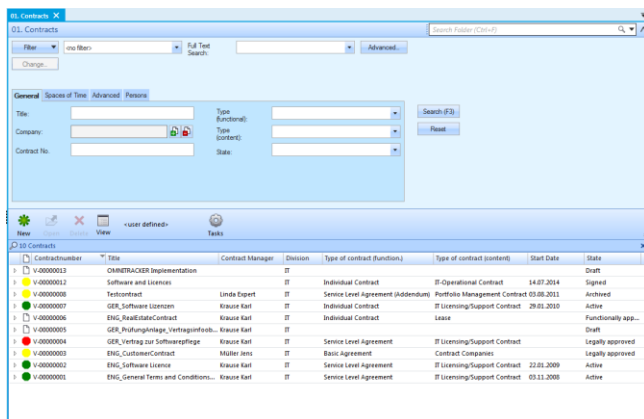 01. Contracts X
01. Contracts Search Folder (Ctrl+F)
Filter <no filter> Full Text Search: Advanced...
Change...
General Spaces of Time Advanced Persons
Title: Type (functional): Search (F3)
Company: Type (content): Reset
Contract No. State:
New Open Delete View <user defined> Tasks
10 Contracts
Contractnumber Title Contract Manager Division Type of contract (function.) Type of contract (content) Start Date State
V-00000013 OMNITRACKER Implementation IT Draft
V-00000012 Software and Licences IT Individual Contract IT-Operational Contract 14.07.2014 Signed
V-00000008 Testcontract Linda Expert IT Service Level Agreement (Addendum) Portfolio Management Contract 03.08.2011 Archived
V-00000007 GER_Software Lizenzen Krause Karl IT Individual Contract IT Licensing/Support Contract 29.01.2010 Active
V-00000006 ENG_RealEstateContract Krause Karl IT Individual Contract Lease Functionally app...
V-00000005 GER_PrüfungAnlage_Vertragsinfoob... Krause Karl IT Draft
V-00000004 GER_Vertrag zur Softwarepflege Krause Karl IT Service Level Agreement IT Licensing/Support Contract Legally approved
V-00000003 ENG_CustomerContract Müller Jens IT Basic Agreement Contract Companies Legally approved
V-00000002 ENG_Software Licence Krause Karl IT Service Level Agreement IT Licensing/Support Contract 22.01.2009 Active
V-00000001 ENG_General Terms and Conditions... Krause Karl IT Service Level Agreement IT Licensing/Support Contract 03.11.2008 Active